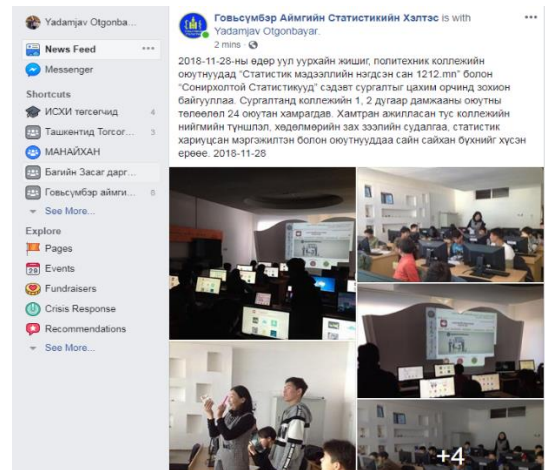 Yadamjav Otgonba...
News Feed
Messenger
Shortcuts
ИСХИ төгсөгчид 4
Ташкентид Тогсог... 3
МАНАЙХАН
Багийн Засаг дарг...
Говьсүмбэр аймги... 6
See More...
Explore
Pages
Events
Fundraisers
Crisis Response
Recommendations
See More...
Говьсүмбэр Аймгийн Статистикийн Хэлтэс is with
Yadamjav Otgonbayar.
2 mins
2018-11-28-ны өдөр уул уурхайн жишиг, политехник коллежийн
оюутнуудад "Статистик мэдээллийн нэгдсэн сан 1212.mn" болон
"Сонирхолтой Статистикууд" сэдэвт сургалтыг цахим орчинд зохион
байгууллаа. Сургалтанд коллежийн 1, 2 дугаар дамжааны оюутны
төлөөлөл 24 оюутан хамрагдав. Хамтран ажилласан тус коллежийн
нийгмийн түншлэл, хөдөлмөрийн зах зээлийн судалгаа, статистик
хариуцсан мэргэжилтэн болон оюутнууддаа сайн сайхан бүхнийг хүсэн
ерөөе. 2018-11-28
+4